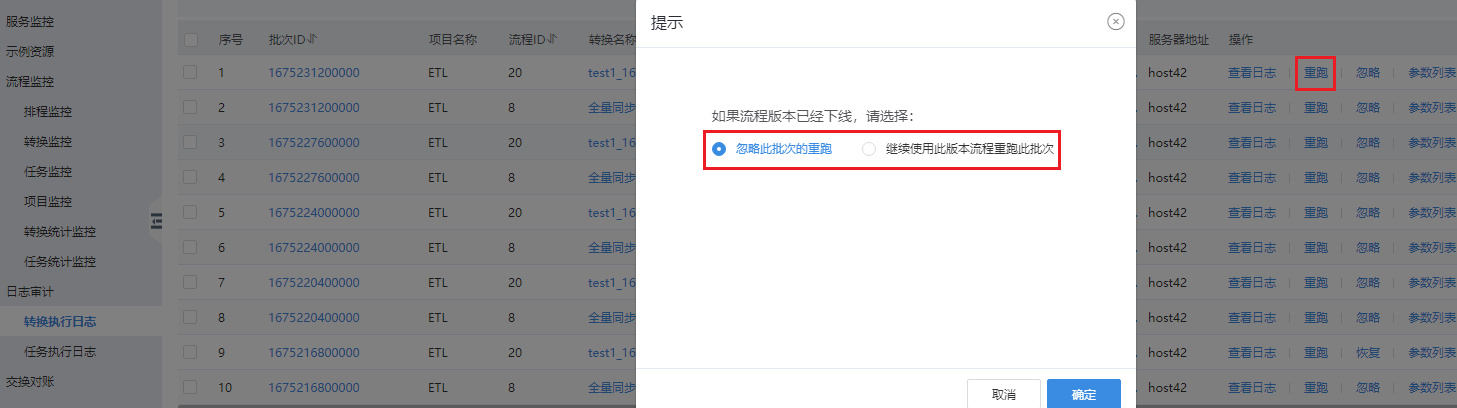 服务监控
示例资源
流程监控
排程监控
转换监控
任务监控
项目监控
转换统计监控
任务统计监控
日志审计
转换执行日志
任务执行日志
交换对账
序号 批次ID 项目名称 流程ID 转换名称 服务器地址 操作
1 1675231200000 ETL 20 test1_16 host42 查看日志 重跑 忽略 参数列表
2 1675231200000 ETL 8 全量同步 host42 查看日志 重跑 忽略 参数列表
3 1675227600000 ETL 20 test1_16 host42 查看日志 重跑 忽略 参数列表
4 1675227600000 ETL 8 全量同步 host42 查看日志 重跑 忽略 参数列表
5 1675224000000 ETL 20 test1_16 host42 查看日志 重跑 忽略 参数列表
6 1675224000000 ETL 8 全量同步 host42 查看日志 重跑 忽略 参数列表
7 1675220400000 ETL 20 test1_16 host42 查看日志 重跑 忽略 参数列表
8 1675220400000 ETL 8 全量同步 host42 查看日志 重跑 忽略 参数列表
9 1675216800000 ETL 20 test1_16 host42 查看日志 重跑 恢复 参数列表
10 1675216800000 ETL 8 全量同步 host42 查看日志 重跑 忽略 参数列表
提示
如果流程版本已经下线，请选择：
忽略此批次的重跑 继续使用此版本流程重跑此批次
取消 确定